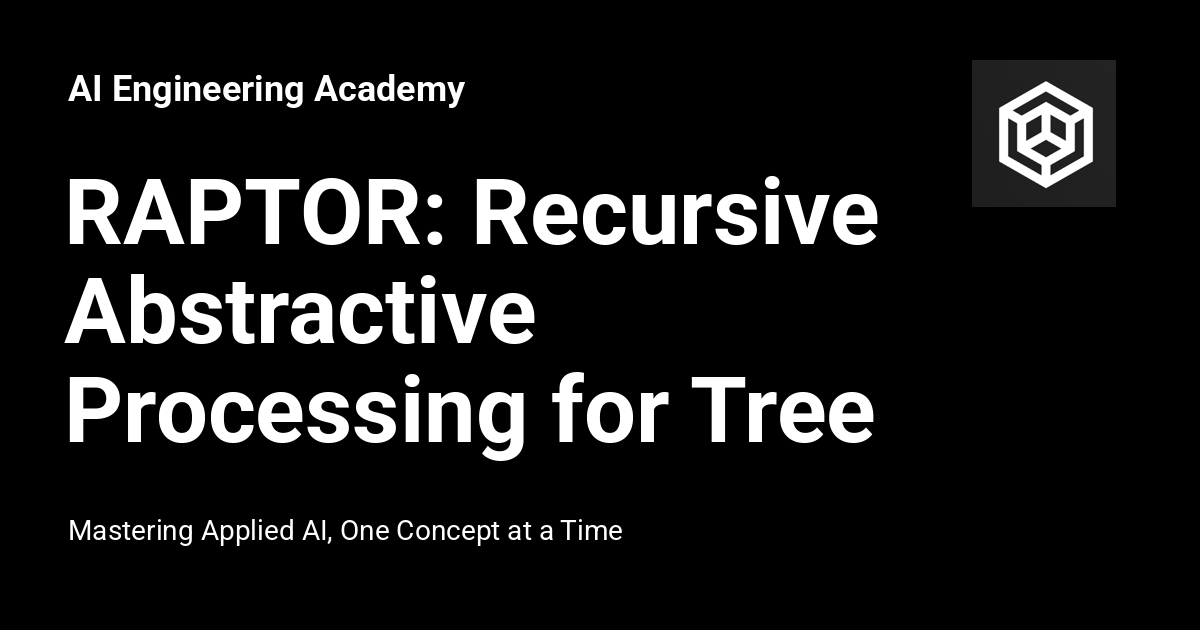 AI Engineering Academy
RAPTOR: Recursive
Abstractive
Processing for Tree
Mastering Applied AI, One Concept at a Time